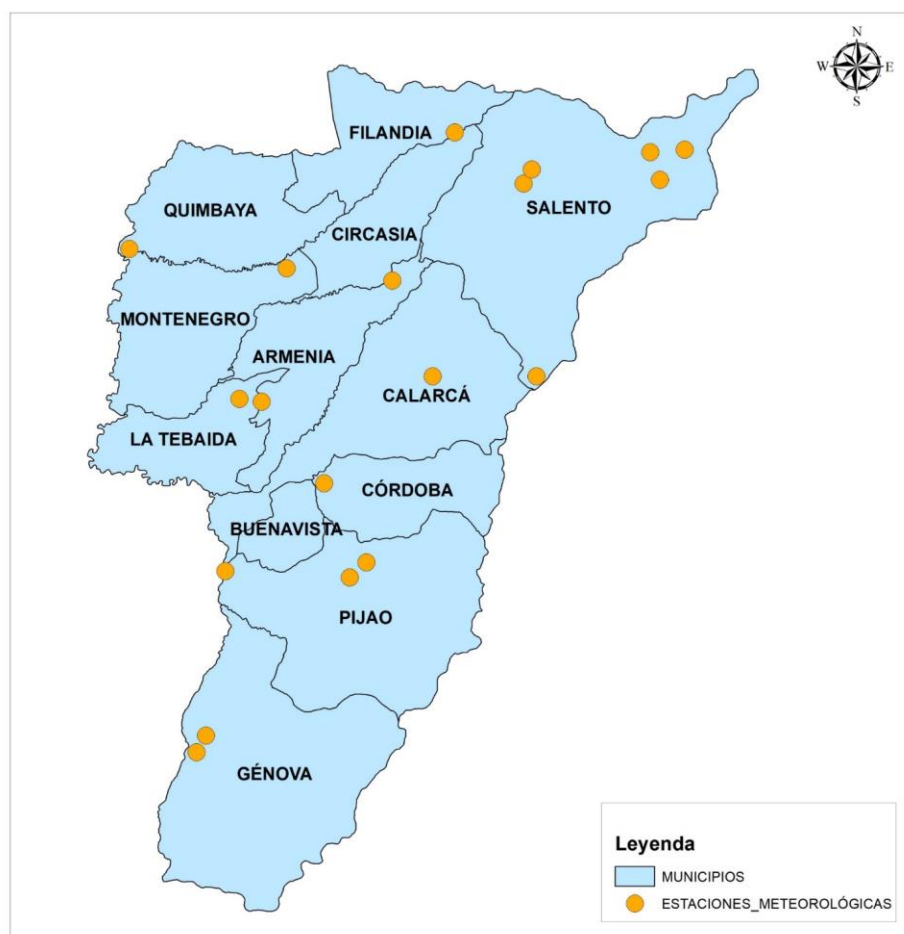 N
W E
S
FILANDIA
QUIMBAYA
SALENTO
CIRCASIA
MONTENEGRO
ARMENIA
CALARCÁ
LA TEBAIDA
CÓRDOBA
BUENAVISTA
PIJAO
GÉNOVA
Leyenda
MUNICIPIOS
ESTACIONES_METEOROLÓGICAS